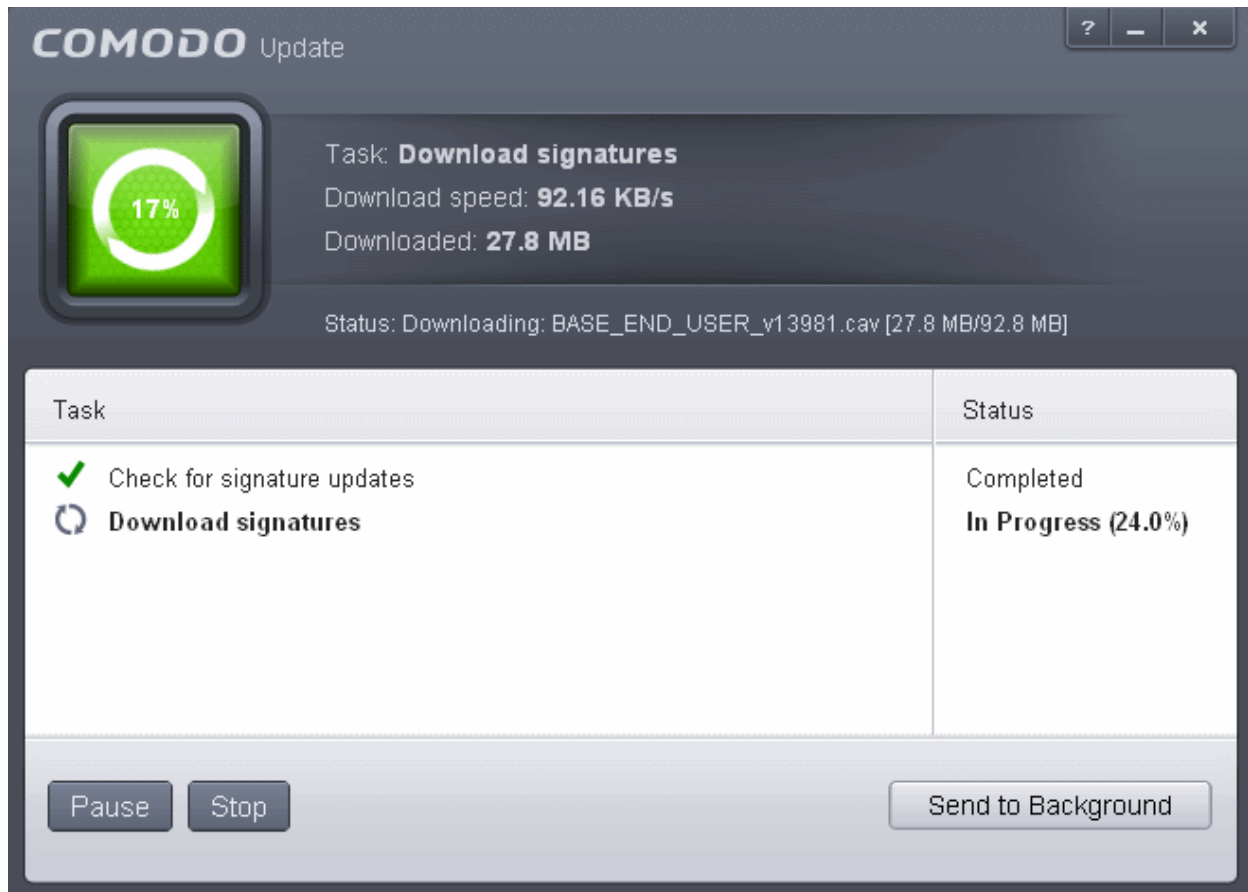 COMODO Update
? _ x
17%
Task: Download signatures
Download speed: 92.16 KB/s
Downloaded: 27.8 MB
Status: Downloading: BASE_END_USER_v13981.cav [27.8 MB/92.8 MB]
Task Status
Check for signature updates Completed
Download signatures In Progress (24.0%)
Pause Stop Send to Background